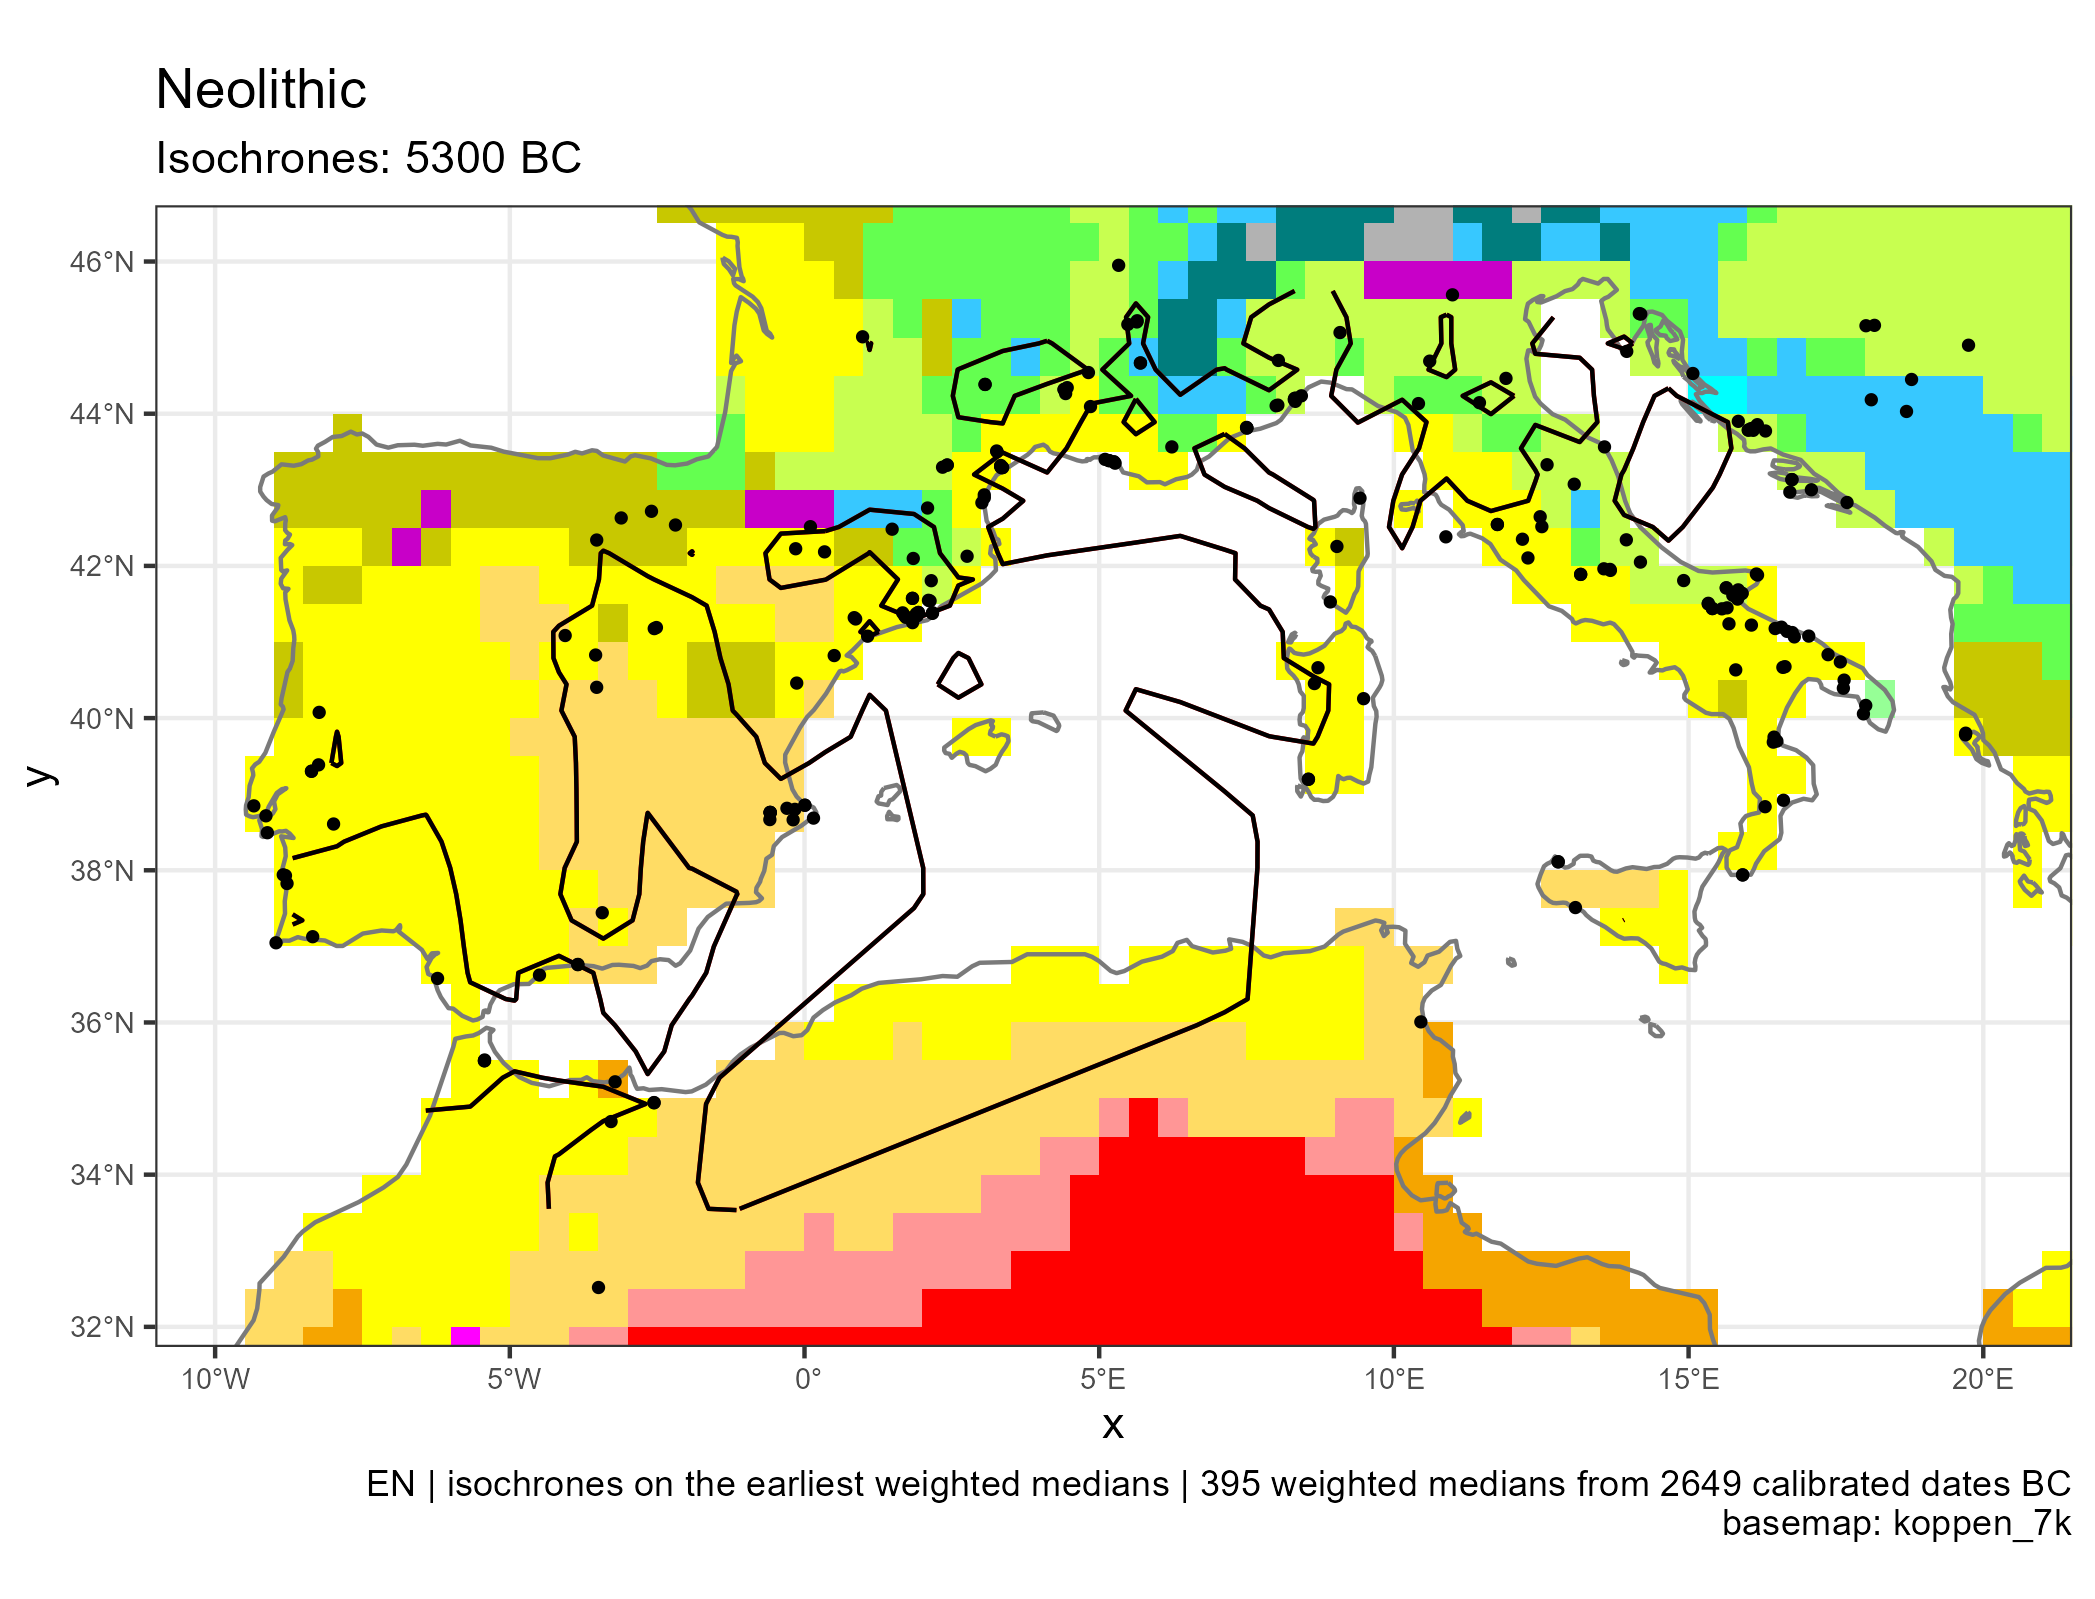 Neolithic
Isochrones: 5300 BC
46°N
44°N
42°N
40°N
38°N
36°N
34°N
32°N
y
10°W
5°W
0°
5°E
10°E
15°E
20°E
x
EN | isochrones on the earliest weighted medians | 395 weighted medians from 2649 calibrated dates BC
basemap: koppen_7k